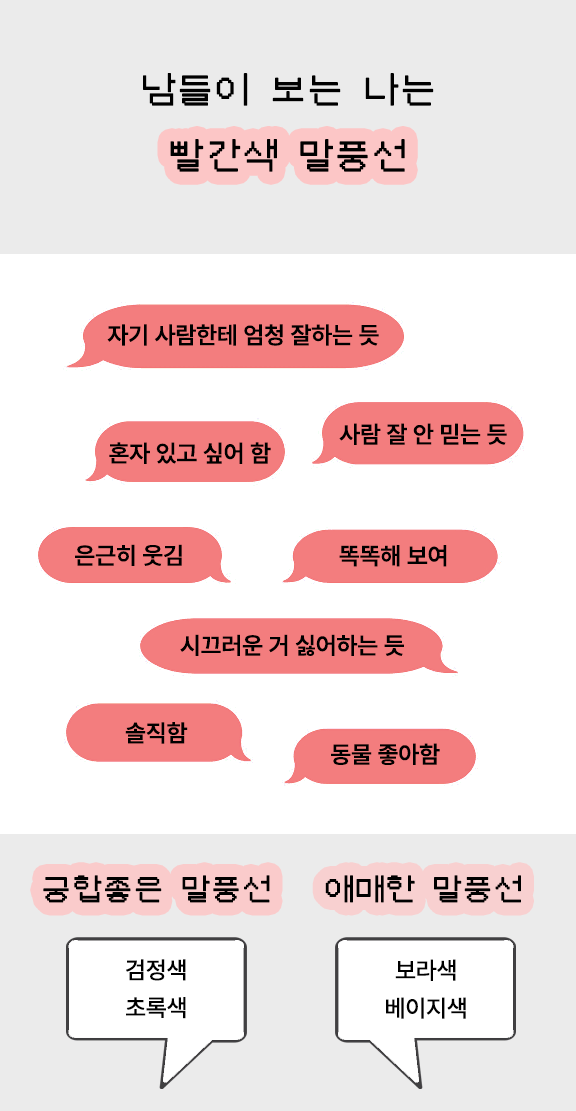 남들이 보는 나는
빨간색 말풍선
자기 사람한테 엄청 잘하는 듯
사람 잘 안 믿는 듯
혼자 있고 싶어 함
은근히 웃김
똑똑해 보여
시끄러운 거 싫어하는 듯
솔직함
동물 좋아함
궁합좋은 말풍선
검정색
초록색
애매한 말풍선
보라색
베이지색